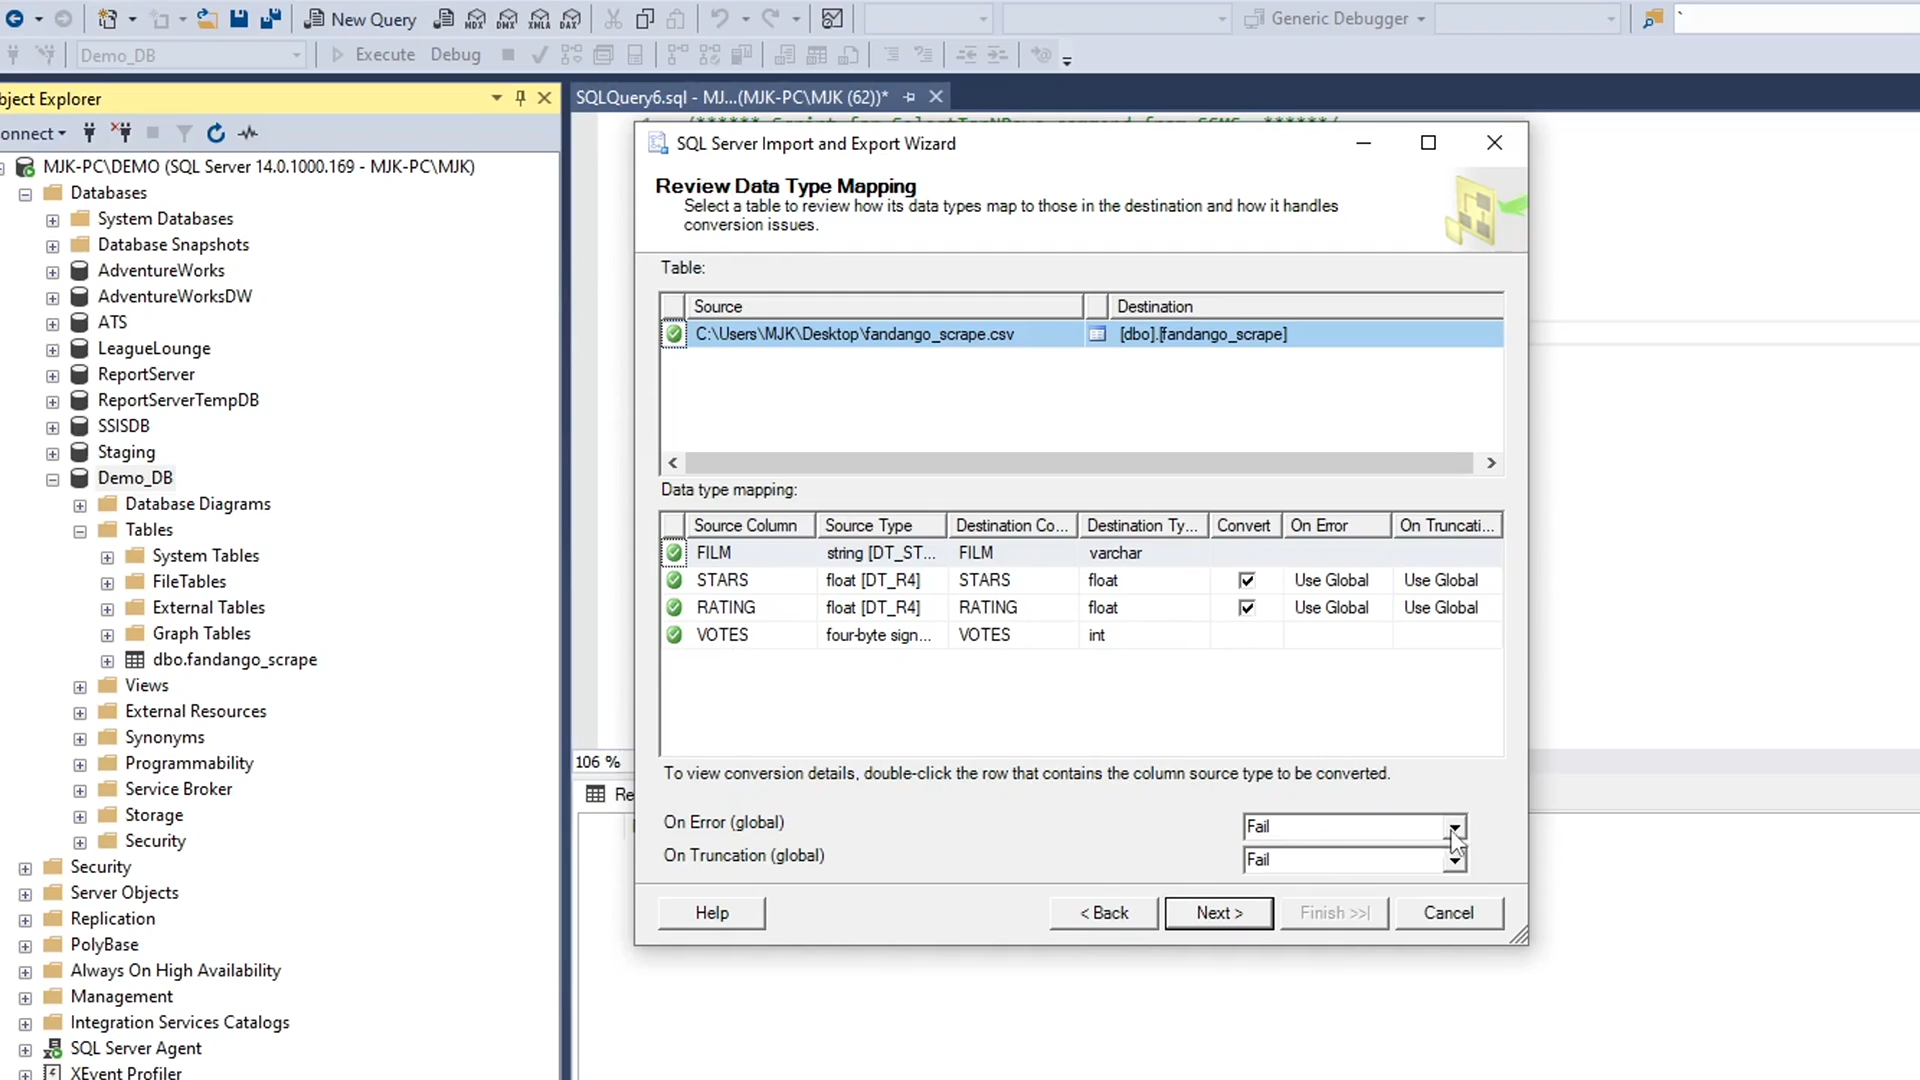 New Query
MDX
DMX
XMLA
DAX
Generic Debugger
Demo_DB
Execute
Debug
bject Explorer
SQLQuery6.sql - MJ...(MJK-PC\MJK (62))*
onnect
MJK-PC\DEMO (SQL Server 14.0.1000.169 - MJK-PC\MJK)
Databases
System Databases
Database Snapshots
AdventureWorks
AdventureWorksDW
ATS
LeagueLounge
ReportServer
ReportServerTempDB
SSISDB
Staging
Demo_DB
Database Diagrams
Tables
System Tables
FileTables
External Tables
Graph Tables
dbo.fandango_scrape
Views
External Resources
Synonyms
Programmability
Service Broker
Storage
Security
Security
Server Objects
Replication
PolyBase
Always On High Availability
Management
Integration Services Catalogs
SQL Server Agent
XEvent Profiler
SQL Server Import and Export Wizard
Review Data Type Mapping
Select a table to review how its data types map to those in the destination and how it handles
conversion issues.
Table:
Source Destination
C:\Users\MJK\Desktop\fandango_scrape.csv [dbo].[fandango_scrape]
Data type mapping:
Source Column Source Type Destination Co... Destination Ty... Convert On Error On Truncati...
FILM string [DT_ST... FILM varchar
STARS float [DT_R4] STARS float Use Global Use Global
RATING float [DT_R4] RATING float Use Global Use Global
VOTES four-byte sign... VOTES int
To view conversion details, double-click the row that contains the column source type to be converted.
On Error (global) Fail
On Truncation (global) Fail
Help < Back Next > Finish >>| Cancel
106 %
Re